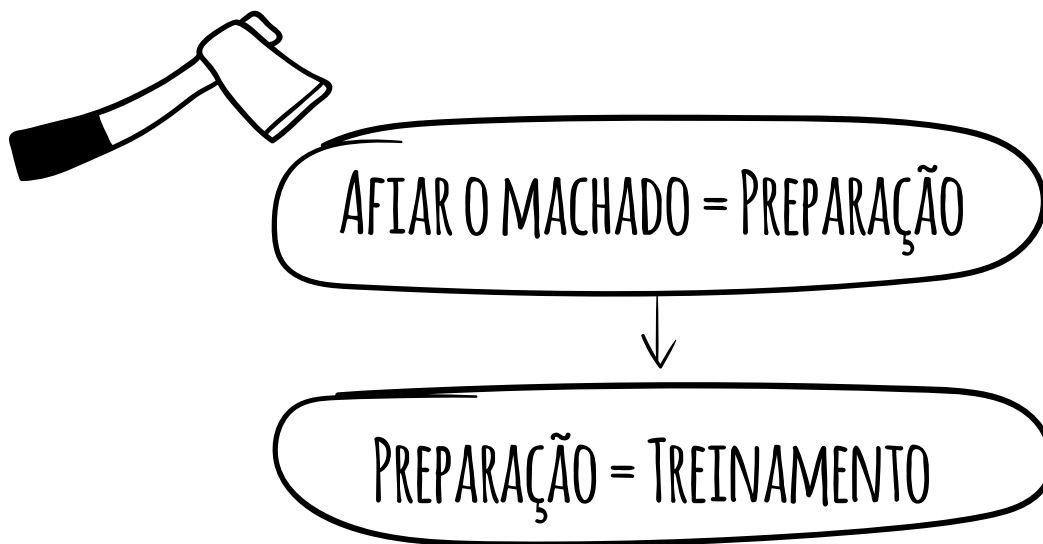 Afiar o machado = Preparação
Preparação = Treinamento